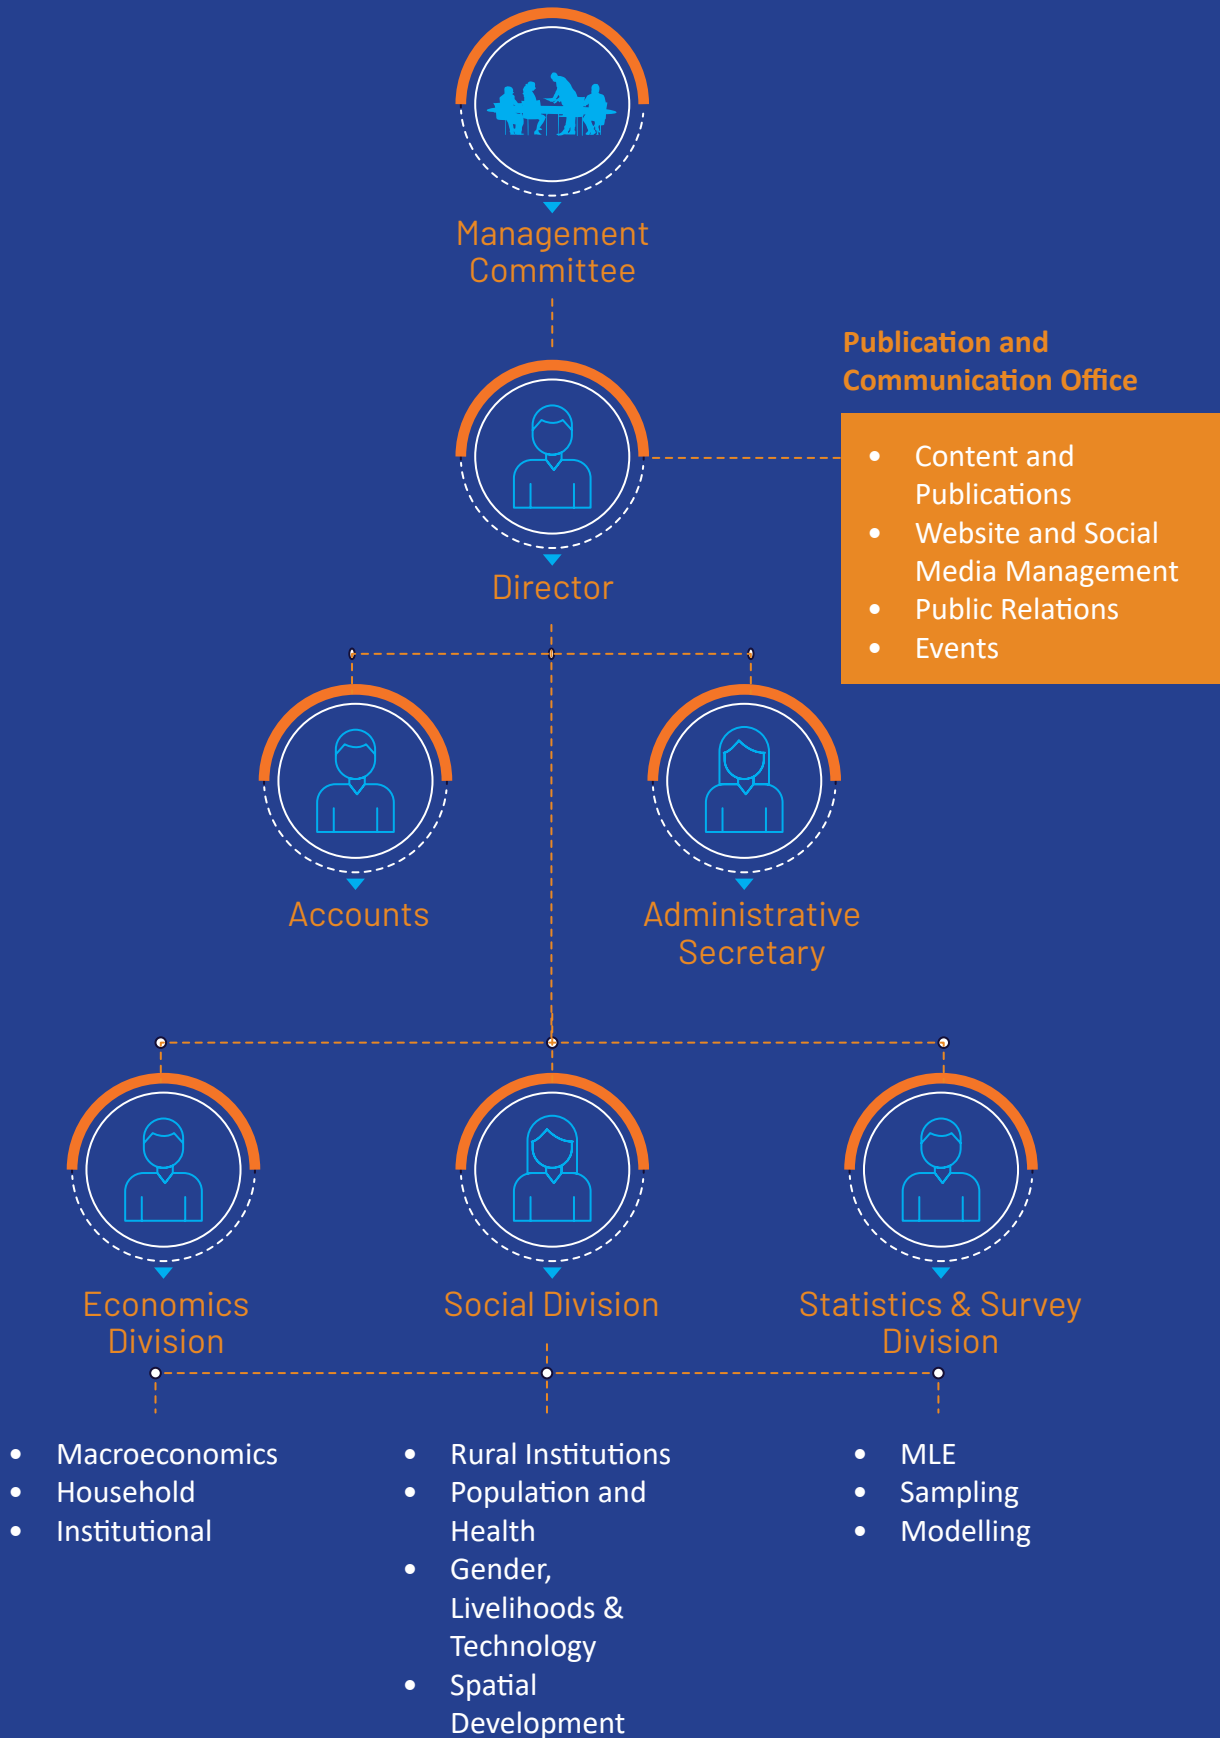 Management
Committee
Publication and
Communication Office
• Content and
Publications
• Website and Social
Media Management
• Public Relations
• Events
Director
Accounts
Administrative
Secretary
Economics
Division
Social Division
Statistics & Survey
Division
• Macroeconomics
• Household
• Institutional
• Rural Institutions
• Population and
Health
• Gender,
Livelihoods &
Technology
• Spatial
Development
• MLE
• Sampling
• Modelling